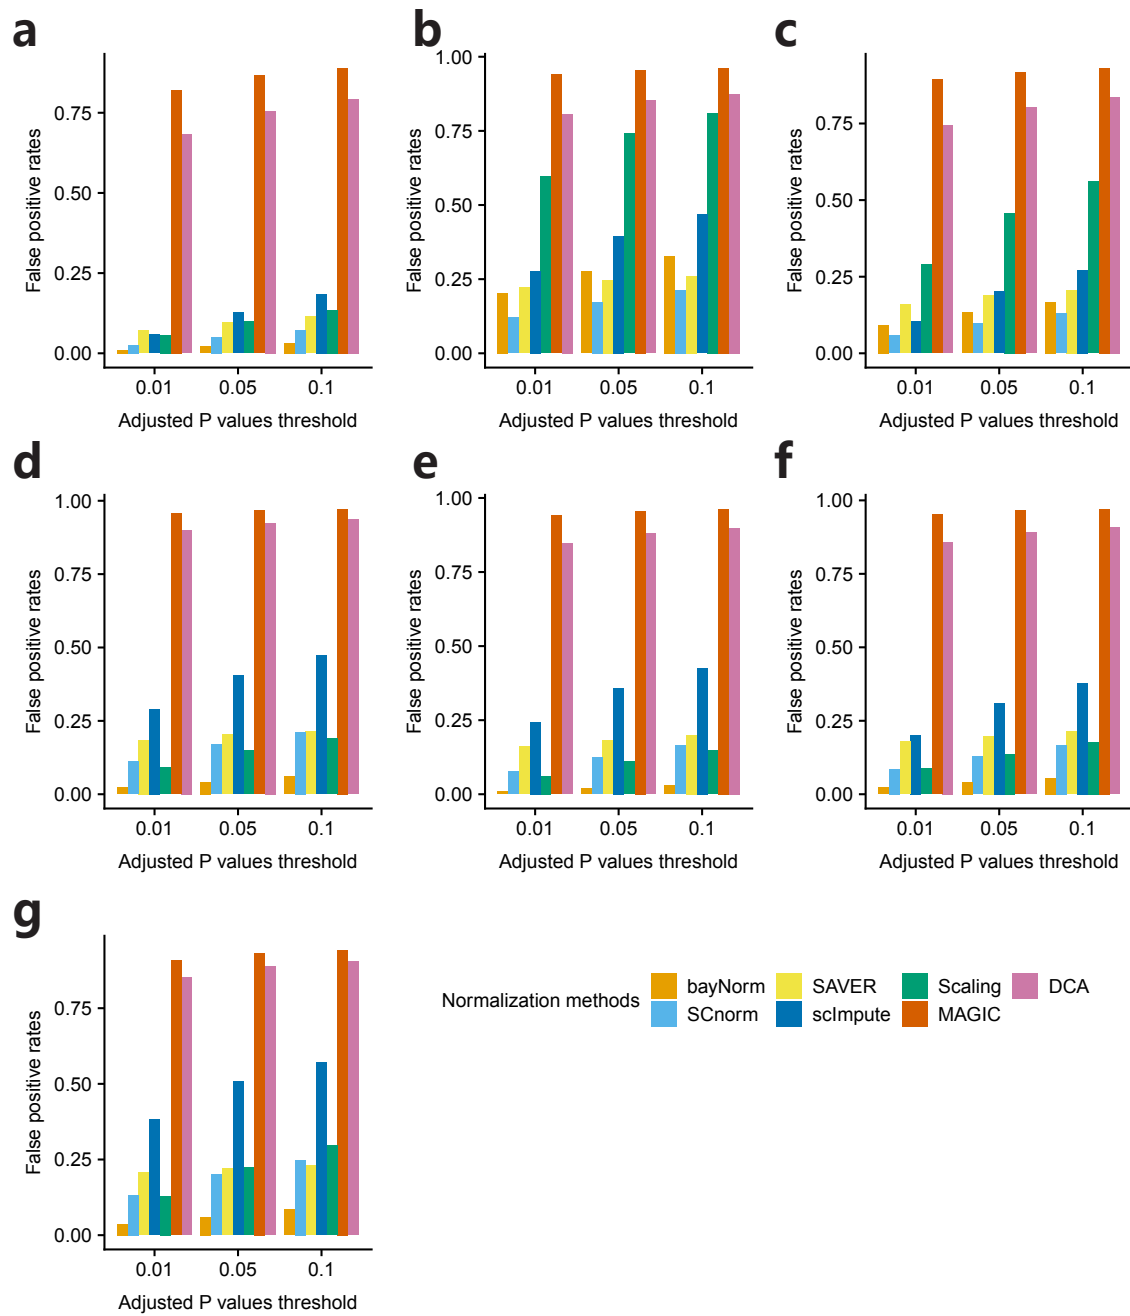 a
0.75
0.50
0.25
0.00
False positive rates
0.01 0.05 0.1
Adjusted P values threshold
b
1.00
0.75
0.50
0.25
0.00
False positive rates
0.01 0.05 0.1
Adjusted P values threshold
c
0.75
0.50
0.25
0.00
False positive rates
0.01 0.05 0.1
Adjusted P values threshold
d
1.00
0.75
0.50
0.25
0.00
False positive rates
0.01 0.05 0.1
Adjusted P values threshold
e
1.00
0.75
0.50
0.25
0.00
False positive rates
0.01 0.05 0.1
Adjusted P values threshold
f
1.00
0.75
0.50
0.25
0.00
False positive rates
0.01 0.05 0.1
Adjusted P values threshold
g
0.75
0.50
0.25
0.00
False positive rates
0.01 0.05 0.1
Adjusted P values threshold
Normalization methods
bayNorm SAVER Scaling DCA
SCnorm scImpute MAGIC